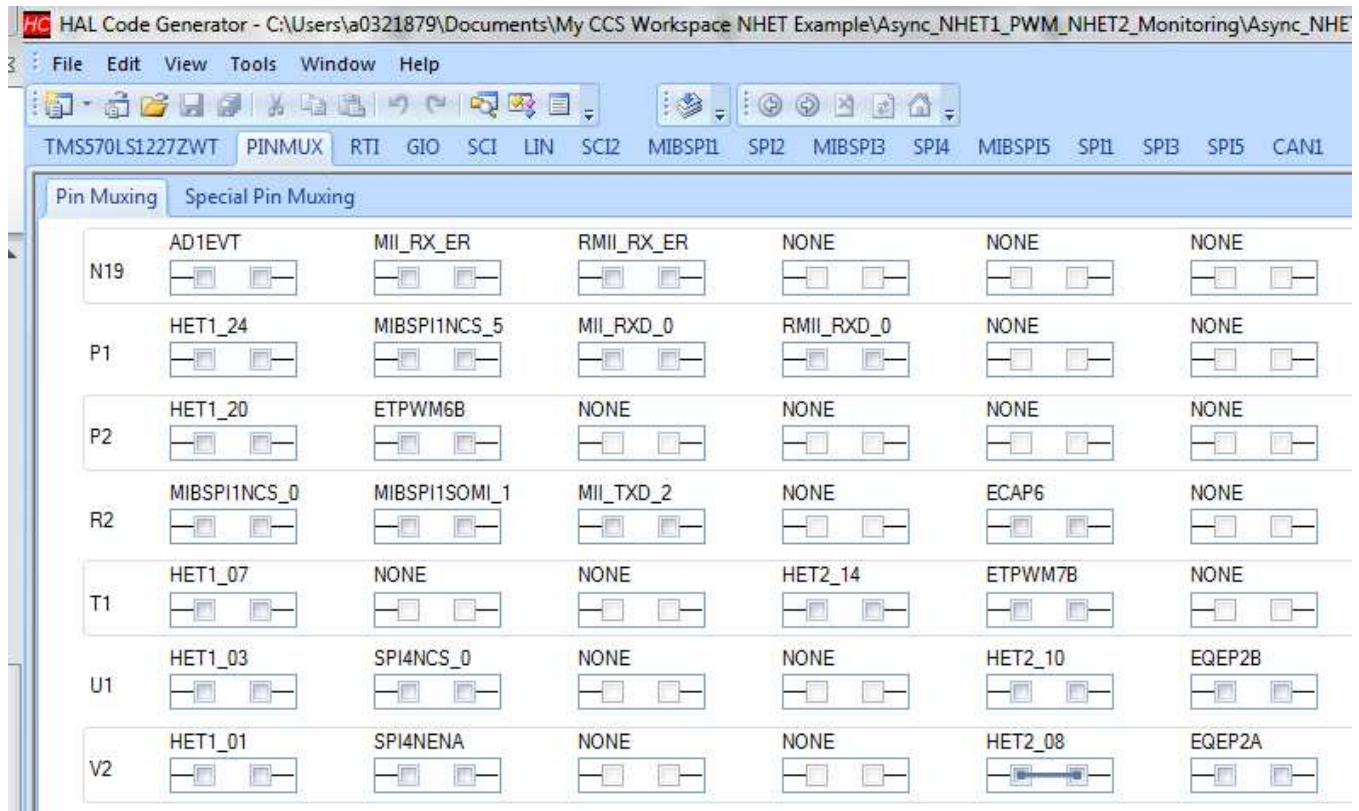 HC HAL Code Generator - C:\Users\a0321879\Documents\My CCS Workspace NHET Example\Async_NHET1_PWM_NHET2_Monitoring\Async_NHE
File Edit View Tools Window Help
TMS570LS1227ZWT PINMUX RTI GIO SCI LIN SCI2 MIBSPI1 SPI2 MIBSPI3 SPI4 MIBSPI5 SPI1 SPI3 SPI5 CAN1
Pin Muxing Special Pin Muxing
AD1EVT MII_RX_ER RMII_RX_ER NONE NONE NONE
N19
HET1_24 MIBSPI1NCS_5 MII_RXD_0 RMII_RXD_0 NONE NONE
P1
HET1_20 ETPWM6B NONE NONE NONE NONE
P2
MIBSPI1NCS_0 MIBSPI1SOMI_1 MII_TXD_2 NONE ECAP6 NONE
R2
HET1_07 NONE NONE HET2_14 ETPWM7B NONE
T1
HET1_03 SPI4NCS_0 NONE NONE HET2_10 EQEP2B
U1
HET1_01 SPI4NENA NONE NONE HET2_08 EQEP2A
V2